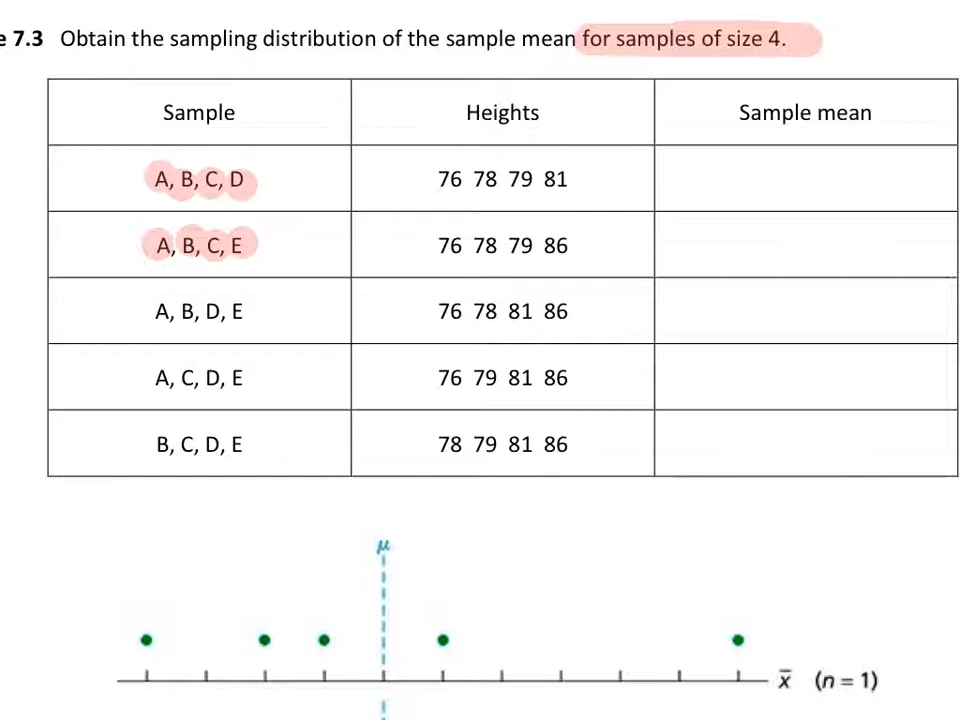 e 7.3 Obtain the sampling distribution of the sample mean for samples of size 4.
Sample Heights Sample mean
A, B, C, D 76 78 79 81
A, B, C, E 76 78 79 86
A, B, D, E 76 78 81 86
A, C, D, E 76 79 81 86
B, C, D, E 78 79 81 86
μ
x̄ (n = 1)